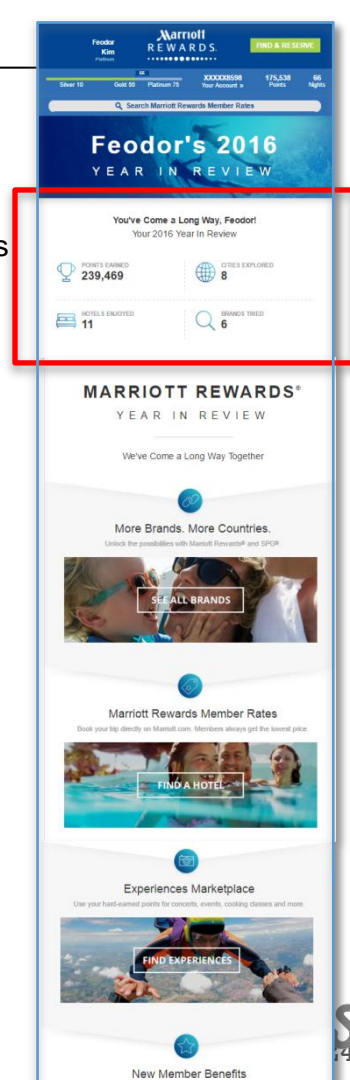 Feodor
Kim
Platinum
Marriott
REWARDS.
FIND & RESERVE
66
Silver 10
Gold 50
Platinum 75
XXXXX8598
Your Account »
175,538
Points
66
Nights
Search Marriott Rewards Member Rates
Feodor's 2016
YEAR IN REVIEW
You've Come a Long Way, Feodor!
Your 2016 Year In Review
s
POINTS EARNED
239,469
CITIES EXPLORED
8
HOTELS ENJOYED
11
BRANDS TRIED
6
MARRIOTT REWARDS®
YEAR IN REVIEW
We've Come a Long Way Together
More Brands. More Countries.
Unlock the possibilities with Marriott Rewards® and SPG®
SEE ALL BRANDS
Marriott Rewards Member Rates
Book your trip directly on Marriott.com. Members always get the lowest price.
FIND A HOTEL
Experiences Marketplace
Use your hard-earned points for concerts, events, cooking classes and more.
FIND EXPERIENCES
New Member Benefits